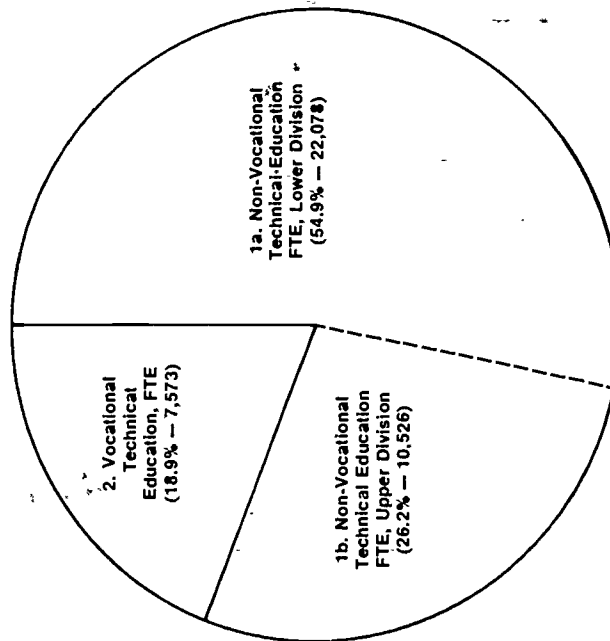 1a. Non-Vocational
Technical-Education
FTE, Lower Division
(54.9% — 22,078)
1b. Non-Vocational
Technical Education
FTE, Upper Division
(26.2% — 10,526)
2. Vocational
Technical
Education, FTE
(18.9% — 7,573)